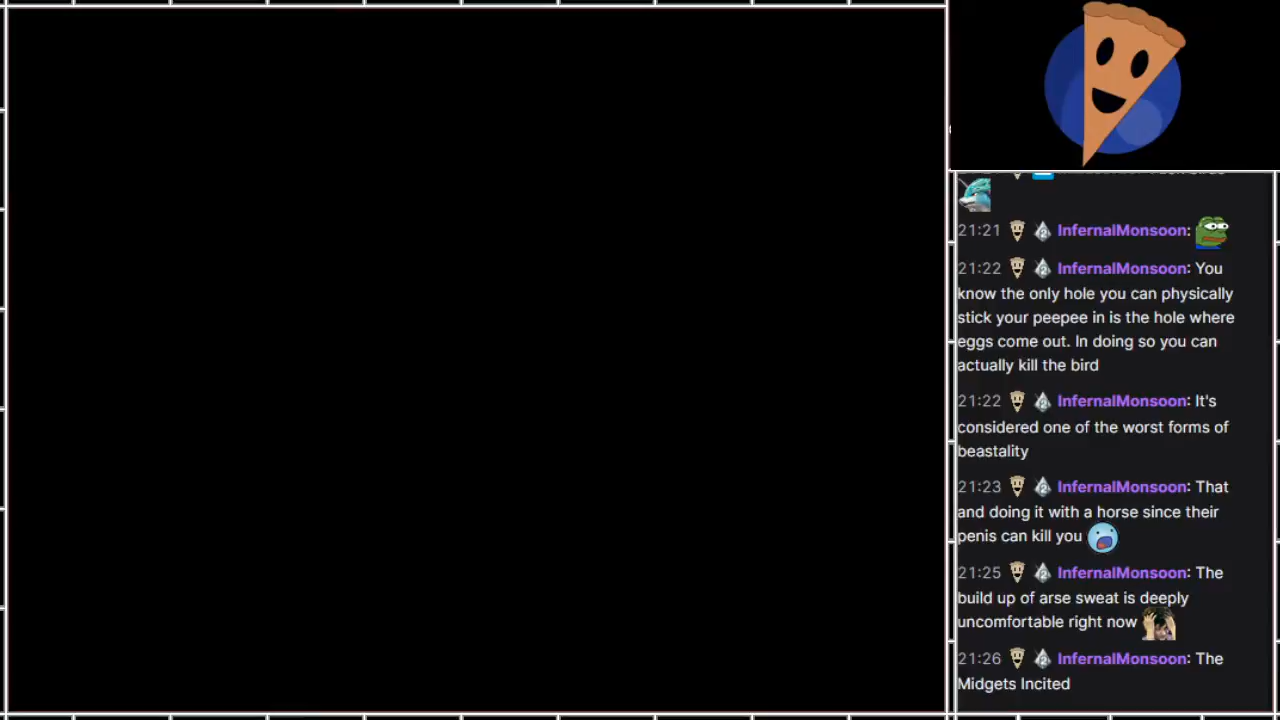 21:21 InfernalMonsoon:
21:22 InfernalMonsoon: You
know the only hole you can physically
stick your peepee in is the hole where
eggs come out. In doing so you can
actually kill the bird
21:22 InfernalMonsoon: It's
considered one of the worst forms of
beastality
21:23 InfernalMonsoon: That
and doing it with a horse since their
penis can kill you
21:25 InfernalMonsoon: The
build up of arse sweat is deeply
uncomfortable right now
21:26 InfernalMonsoon: The
Midgets Incited